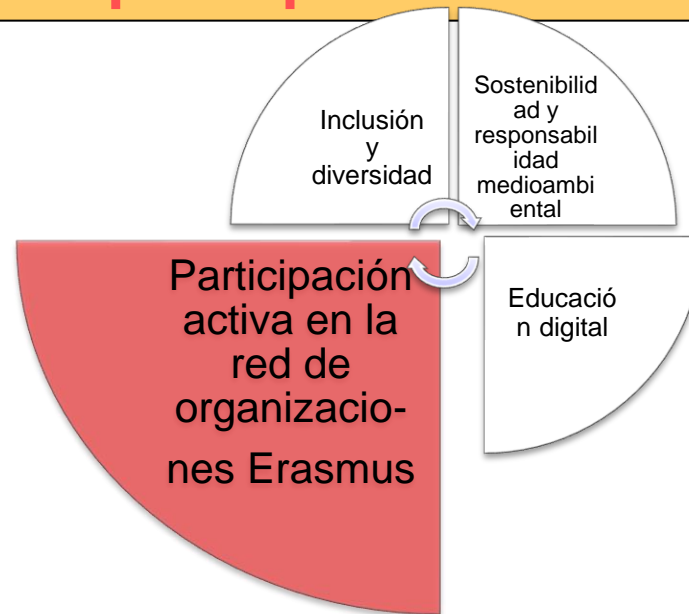 Inclusión
y
diversidad
Sostenibilid
ad y
responsabil
idad
medioambi
ental
Participación
activa en la
red de
organizacio-
nes Erasmus
Educació
n digital